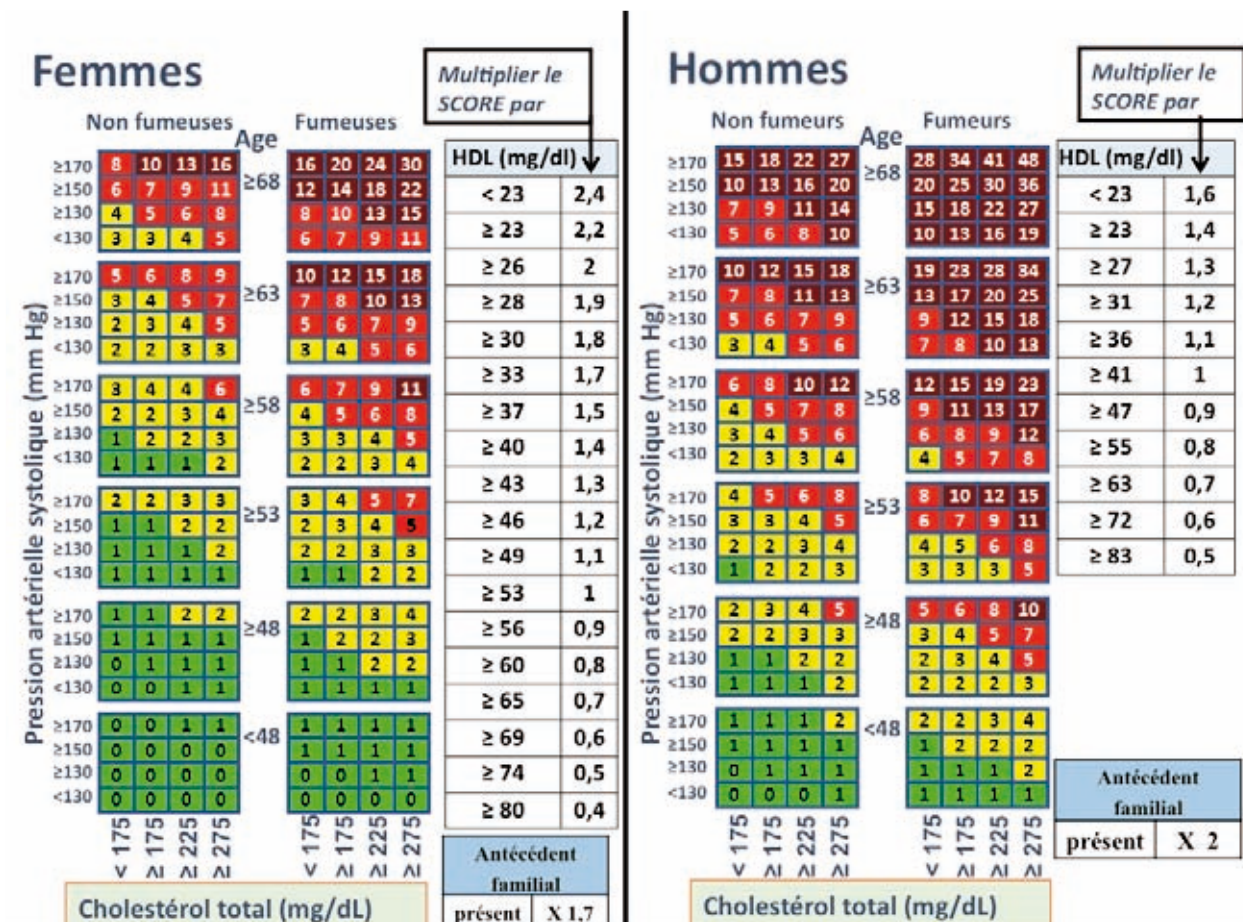 Femmes
Multiplier le
SCORE par
Non fumeuses
Fumeuses
Age
HDL (mg/dl)
Pression artérielle systolique (mm Hg)
≥170 8 10 13 16 16 20 24 30
≥150 6 7 9 11 ≥68 12 14 18 22
≥130 4 5 6 8 8 10 13 15
<130 3 3 4 5 6 7 9 11
≥170 5 6 8 9 10 12 15 18
≥150 3 4 5 7 ≥63 7 8 10 13
≥130 2 3 4 5 5 6 7 9
<130 2 2 3 3 3 4 5 6
≥170 3 4 4 6 6 7 9 11
≥150 2 2 3 4 ≥58 4 5 6 8
≥130 1 2 2 3 3 3 4 5
<130 1 1 1 2 2 2 3 4
≥170 2 2 3 3 3 4 5 7
≥150 1 1 2 2 ≥53 2 3 4 5
≥130 1 1 1 2 2 2 3 3
<130 1 1 1 1 1 1 2 2
≥170 1 1 2 2 2 2 3 4
≥150 1 1 1 1 ≥48 1 2 2 3
≥130 0 1 1 1 1 1 2 2
<130 0 0 1 1 1 1 1 1
≥170 0 0 1 1 1 1 1 1
≥150 0 0 0 0 <48 1 1 1 1
≥130 0 0 0 0 0 0 1 1
<130 0 0 0 0 0 0 0 0
< 175 ≥ 175 ≥ 225 ≥ 275 < 175 ≥ 175 ≥ 225 ≥ 275
Cholestérol total (mg/dL)
< 23 2,4
≥ 23 2,2
≥ 26 2
≥ 28 1,9
≥ 30 1,8
≥ 33 1,7
≥ 37 1,5
≥ 40 1,4
≥ 43 1,3
≥ 46 1,2
≥ 49 1,1
≥ 53 1
≥ 56 0,9
≥ 60 0,8
≥ 65 0,7
≥ 69 0,6
≥ 74 0,5
≥ 80 0,4
Antécédent
familial
présent X 1,7
Hommes
Multiplier le
SCORE par
Non fumeurs
Fumeurs
Age
HDL (mg/dl)
Pression artérielle systolique (mm Hg)
≥170 15 18 22 27 28 34 41 48
≥150 10 13 16 20 ≥68 20 25 30 36
≥130 7 9 11 14 15 18 22 27
<130 5 6 8 10 10 13 16 19
≥170 10 12 15 18 19 23 28 34
≥150 7 8 11 13 ≥63 13 17 20 25
≥130 5 6 7 9 9 12 15 18
<130 3 4 5 6 7 8 10 13
≥170 6 8 10 12 12 15 19 23
≥150 4 5 7 8 ≥58 9 11 13 17
≥130 3 4 5 6 6 8 9 12
<130 2 3 3 4 4 5 7 8
≥170 4 5 6 8 8 10 12 15
≥150 3 3 4 5 ≥53 6 7 9 11
≥130 2 2 3 4 4 5 6 8
<130 1 2 2 3 3 3 3 5
≥170 2 3 4 5 5 6 8 10
≥150 2 2 3 3 ≥48 3 4 5 7
≥130 1 1 2 2 2 3 4 5
<130 1 1 1 2 2 2 2 3
≥170 1 1 1 2 2 2 3 4
≥150 1 1 1 1 <48 1 2 2 2
≥130 0 1 1 1 1 1 1 2
<130 0 0 0 1 1 1 1 1
< 175 ≥ 175 ≥ 225 ≥ 275 < 175 ≥ 175 ≥ 225 ≥ 275
Cholestérol total (mg/dL)
< 23 1,6
≥ 23 1,4
≥ 27 1,3
≥ 31 1,2
≥ 36 1,1
≥ 41 1
≥ 47 0,9
≥ 55 0,8
≥ 63 0,7
≥ 72 0,6
≥ 83 0,5
Antécédent
familial
présent X 2